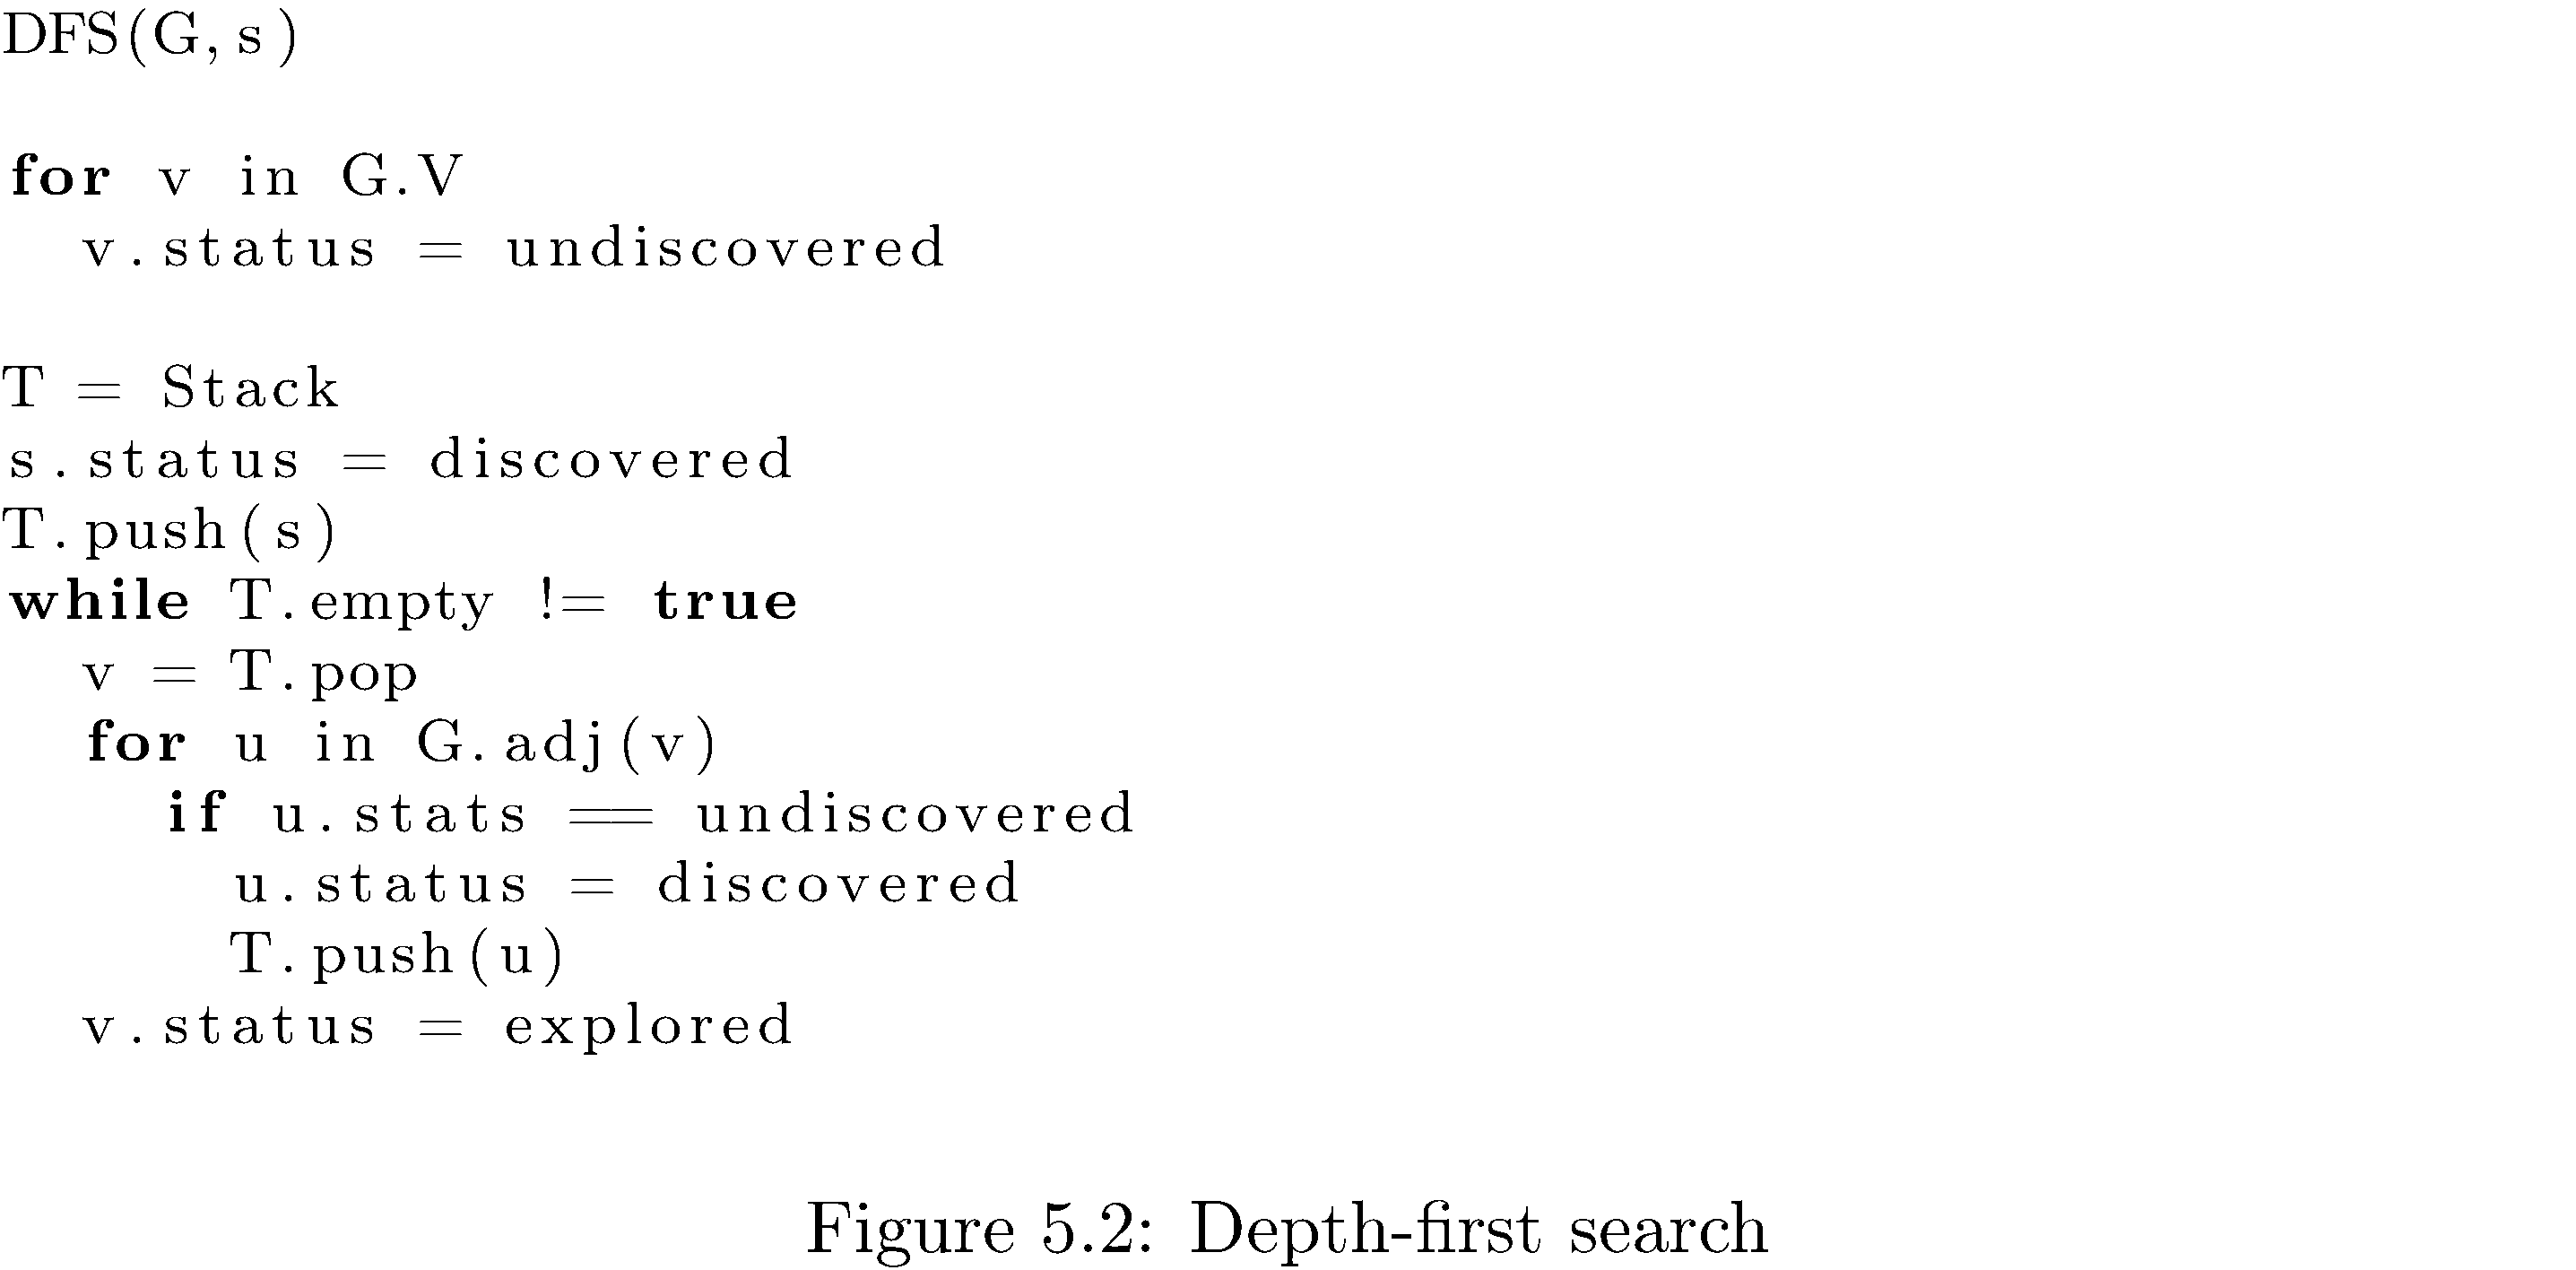 DFS(G, s)
for v in G.V
v.status = undiscovered
T = Stack
s.status = discovered
T.push(s)
while T.empty != true
v = T.pop
for u in G.adj(v)
if u.stats == undiscovered
u.status = discovered
T.push(u)
v.status = explored
Figure 5.2: Depth-first search